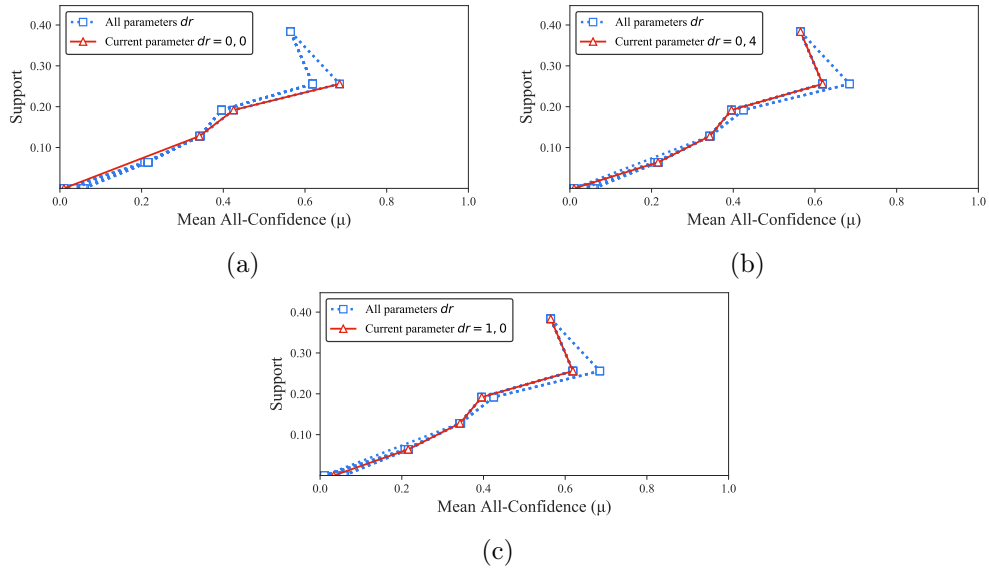 0.40
0.30
0.20
0.10
Support
All parameters dr
Current parameter dr = 0, 0
0.0 0.2 0.4 0.6 0.8 1.0
Mean All-Confidence (μ)
(a)
0.40
0.30
0.20
0.10
Support
All parameters dr
Current parameter dr = 0, 4
0.0 0.2 0.4 0.6 0.8 1.0
Mean All-Confidence (μ)
(b)
0.40
0.30
0.20
0.10
Support
All parameters dr
Current parameter dr = 1, 0
0.0 0.2 0.4 0.6 0.8 1.0
Mean All-Confidence (μ)
(c)